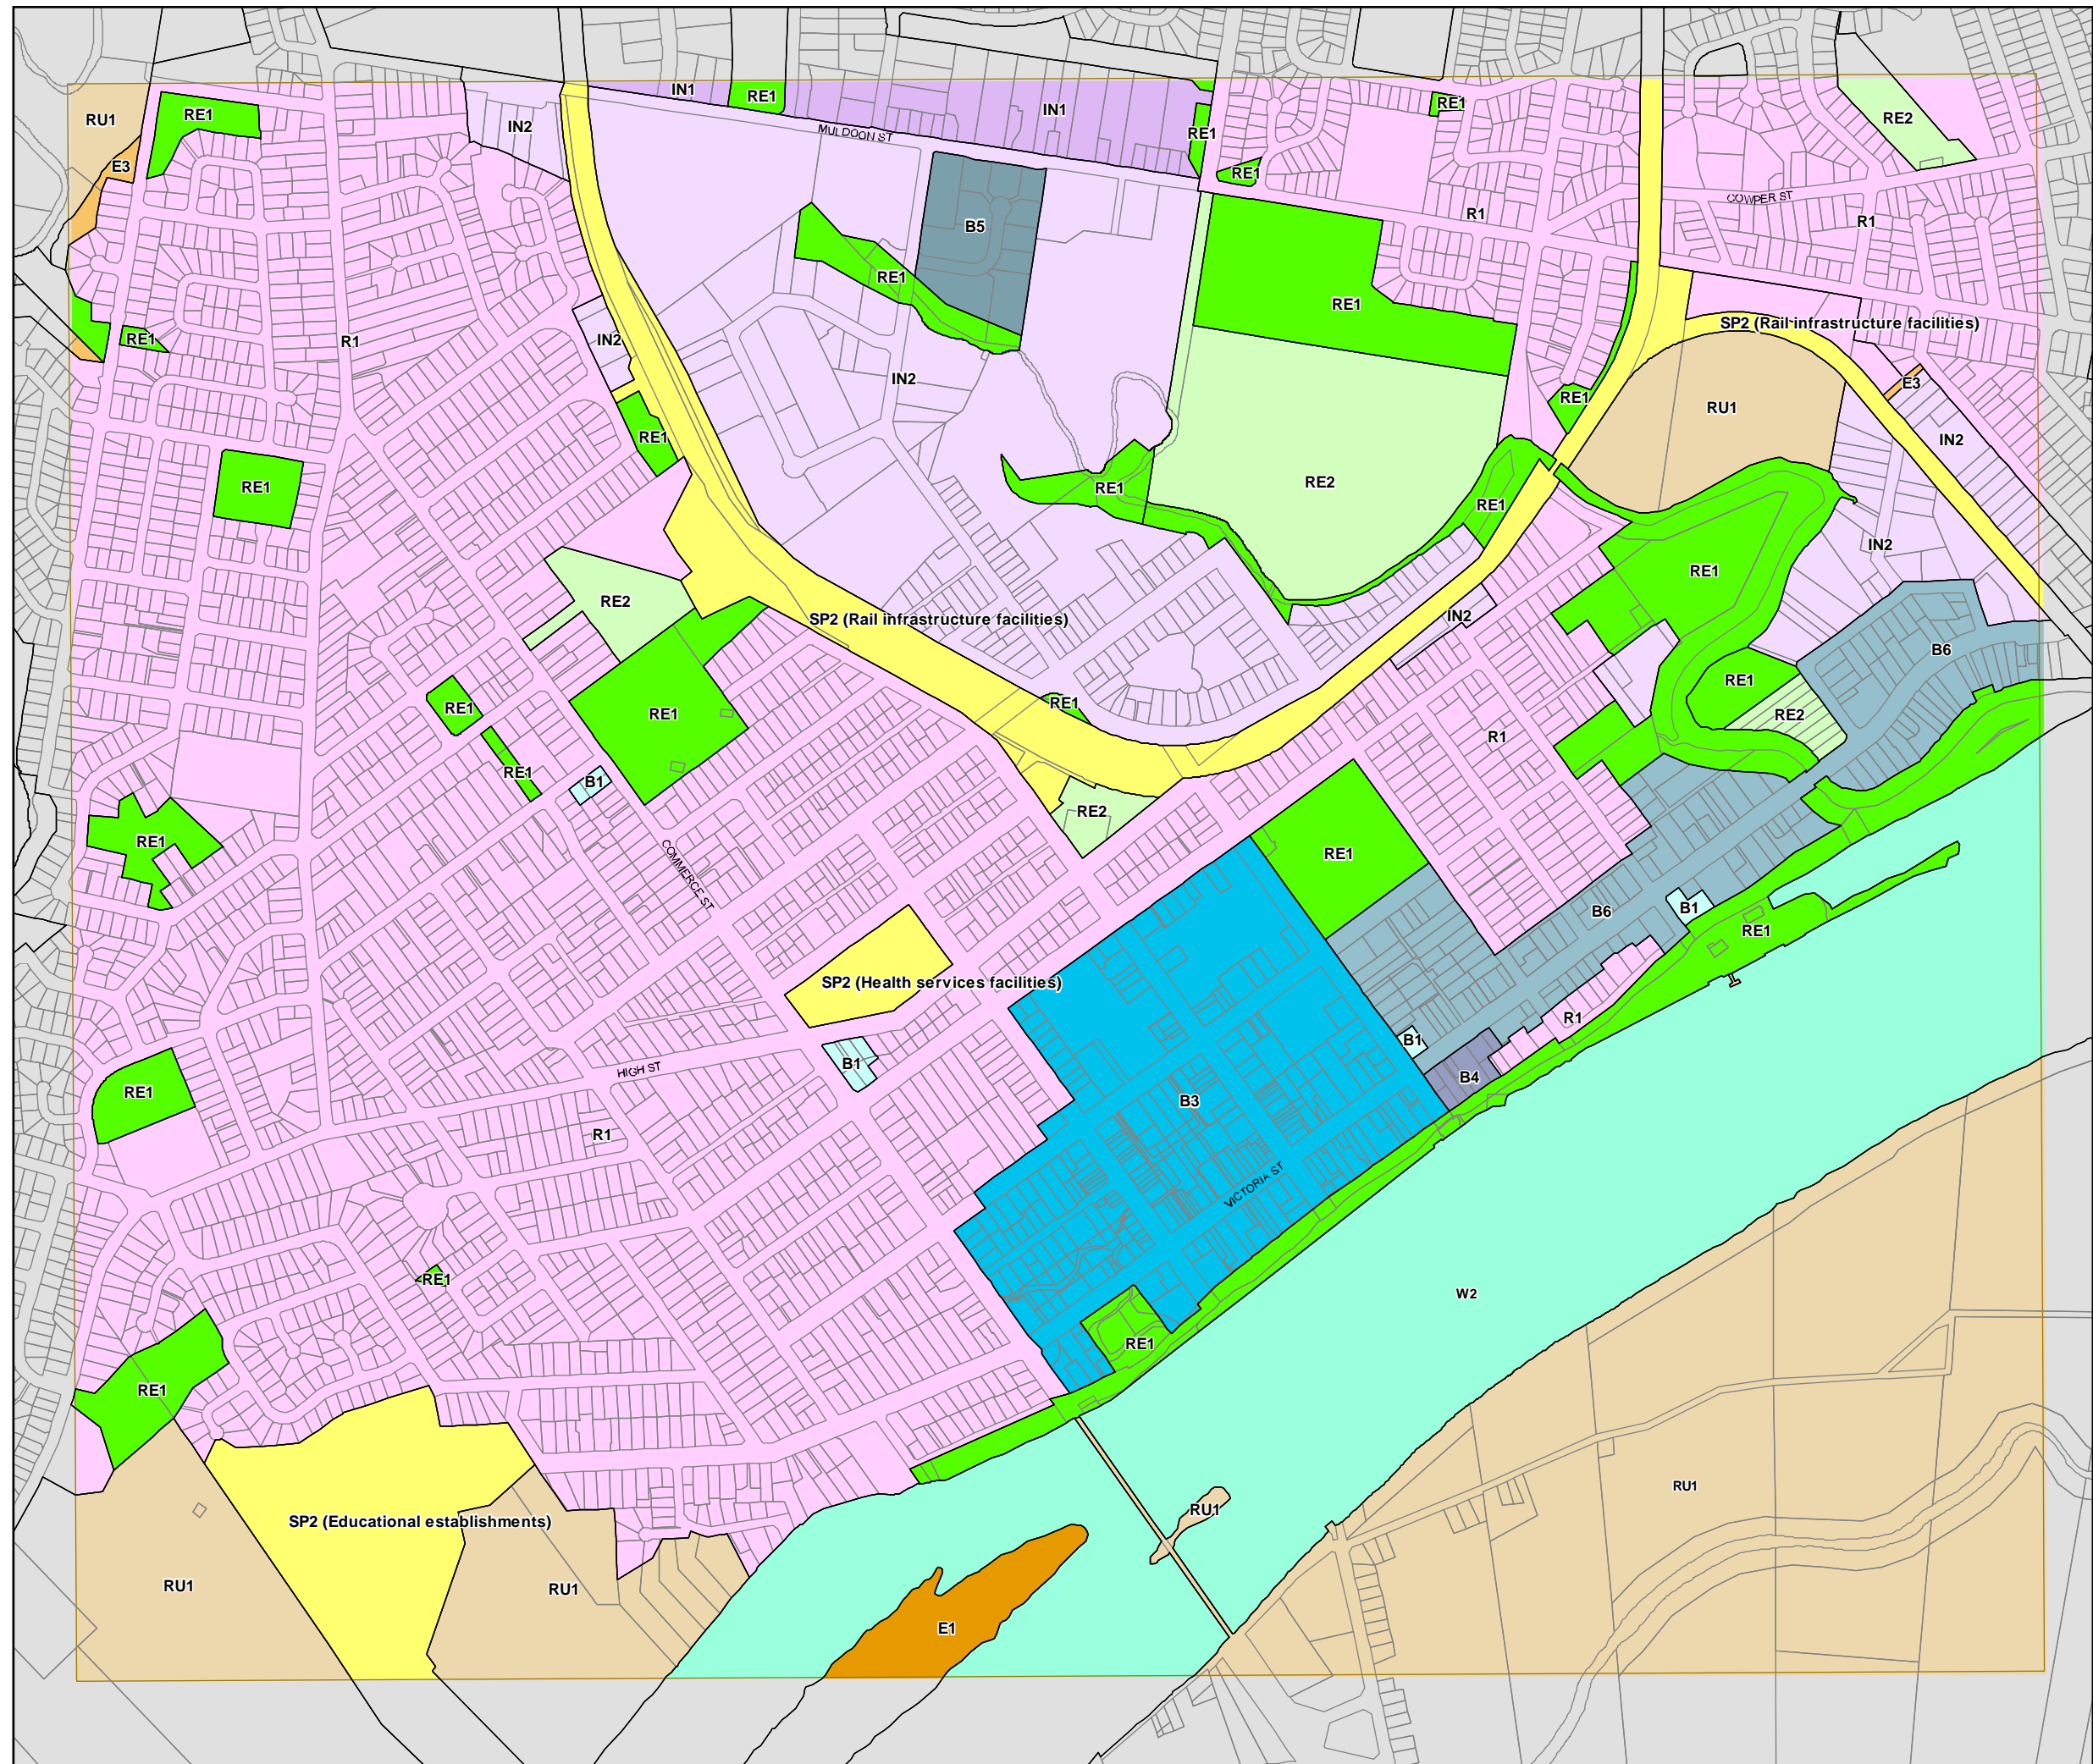 IN1
RE1
IN1
RU1
RE1
IN2
MULDOON ST
RE1
RE1
RE2
E3
RE1
COWPER ST
R1
R1
B5
RE1
RE1
SP2 (Rail infrastructure facilities)
RE1
R1
IN2
IN2
E3
RE1
RU1
RE1
IN2
RE1
RE1
RE2
RE1
IN2
RE1
RE2
IN2
SP2 (Rail infrastructure facilities)
B6
RE1
RE1
RE1
RE1
RE2
R1
RE1
B1
RE2
RE1
RE1
COMMERCE ST
B6
B1
RE1
SP2 (Health services facilities)
R1
B1
B1
HIGH ST
B4
RE1
B3
R1
VICTORIA ST
RE1
W2
RE1
RE1
RU1
RU1
SP2 (Educational establishments)
RU1
RU1
E1